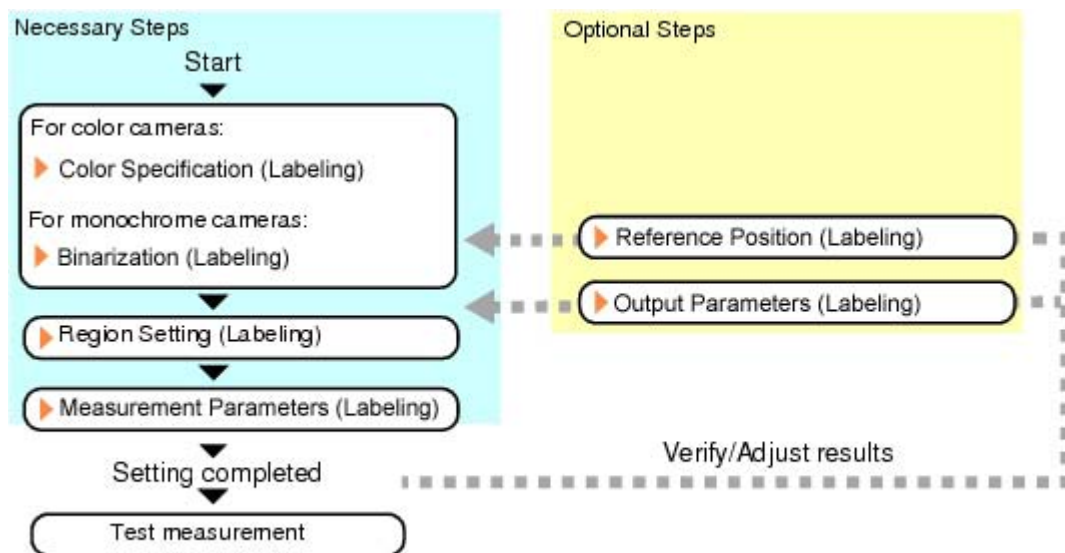 Necessary Steps
Start
For color cameras:
Color Specification (Labeling)
For monochrome cameras:
Binarization (Labeling)
Region Setting (Labeling)
Measurement Parameters (Labeling)
Setting completed
Test measurement
Optional Steps
Reference Position (Labeling)
Output Parameters (Labeling)
Verify/Adjust results